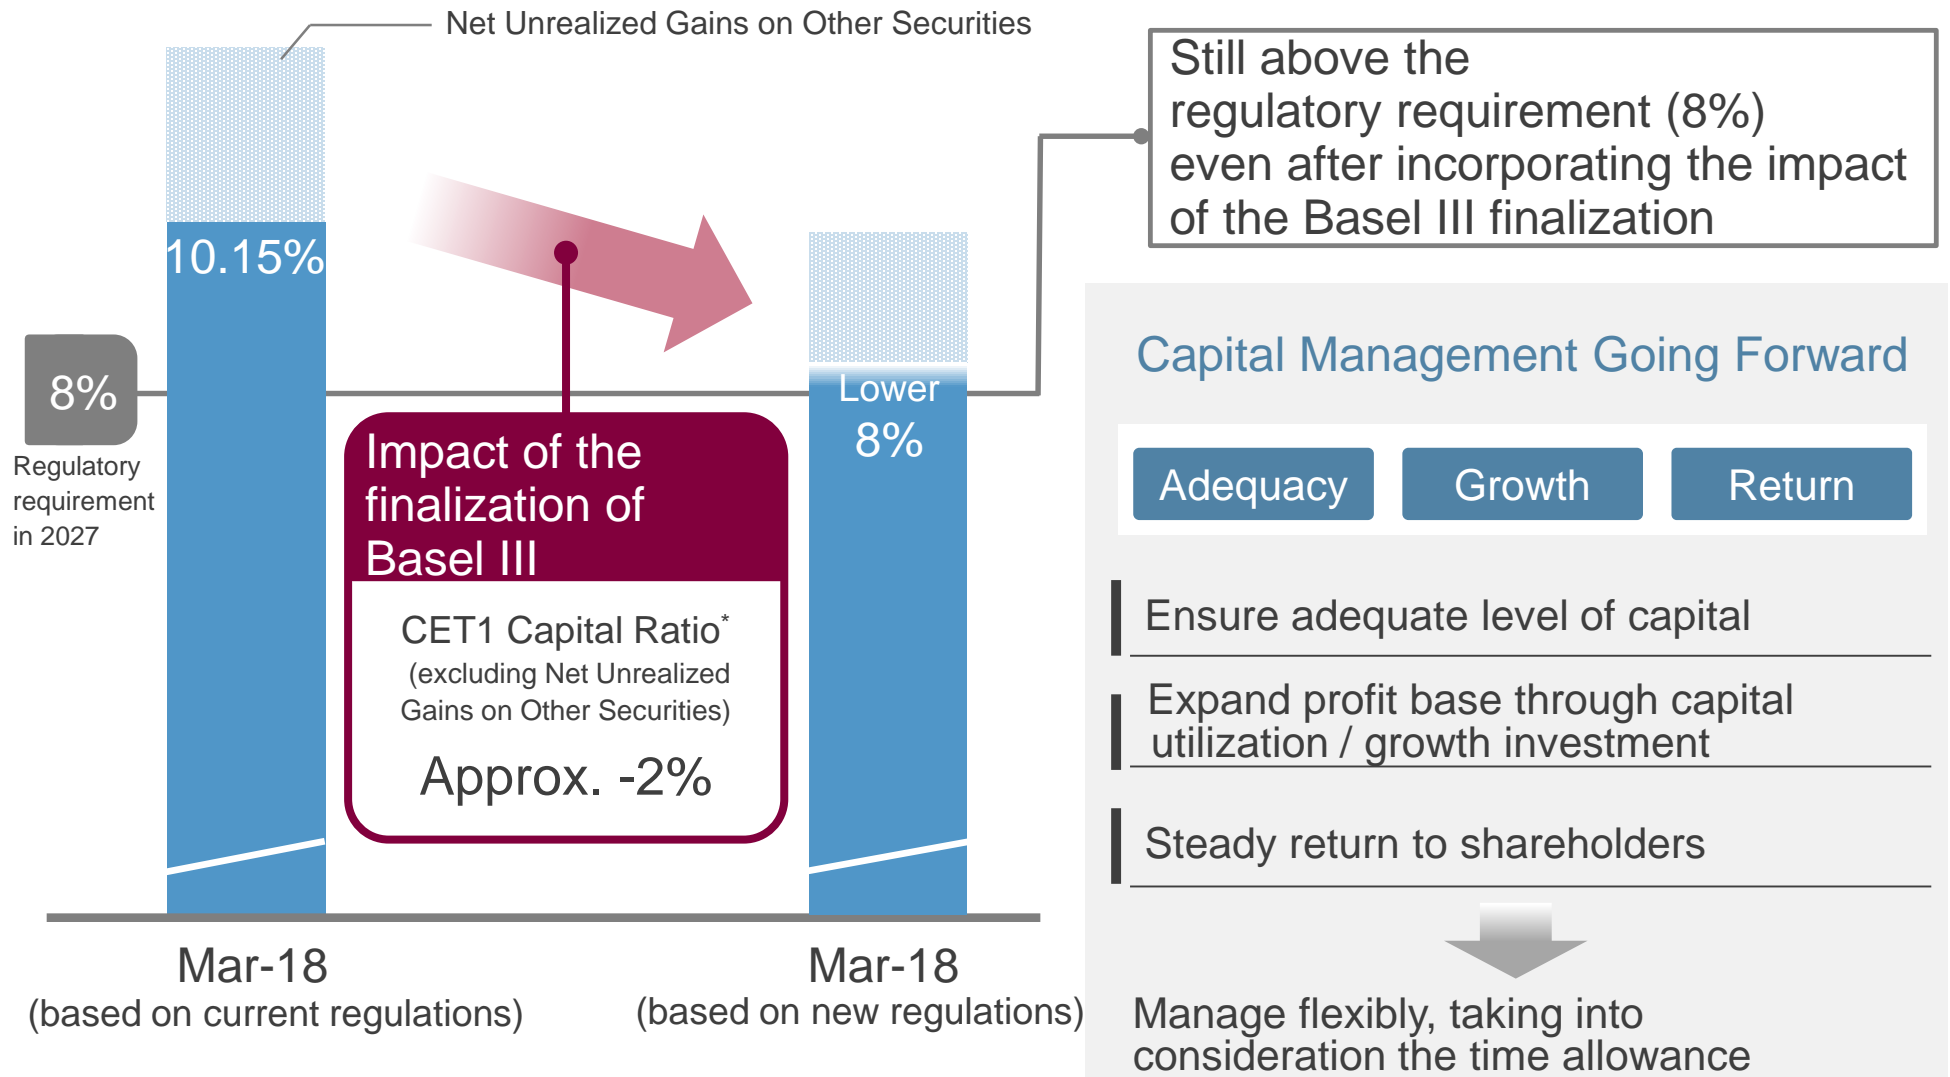 Net Unrealized Gains on Other Securities
10.15%
8%
Regulatory
requirement
in 2027
Impact of the
finalization of
Basel III
CET1 Capital Ratio*
(excluding Net Unrealized
Gains on Other Securities)
Approx. -2%
Lower
8%
Mar-18
(based on current regulations)
Mar-18
(based on new regulations)
Still above the
regulatory requirement (8%)
even after incorporating the impact
of the Basel III finalization
Capital Management Going Forward
Adequacy
Growth
Return
Ensure adequate level of capital
Expand profit base through capital
utilization / growth investment
Steady return to shareholders
Manage flexibly, taking into
consideration the time allowance